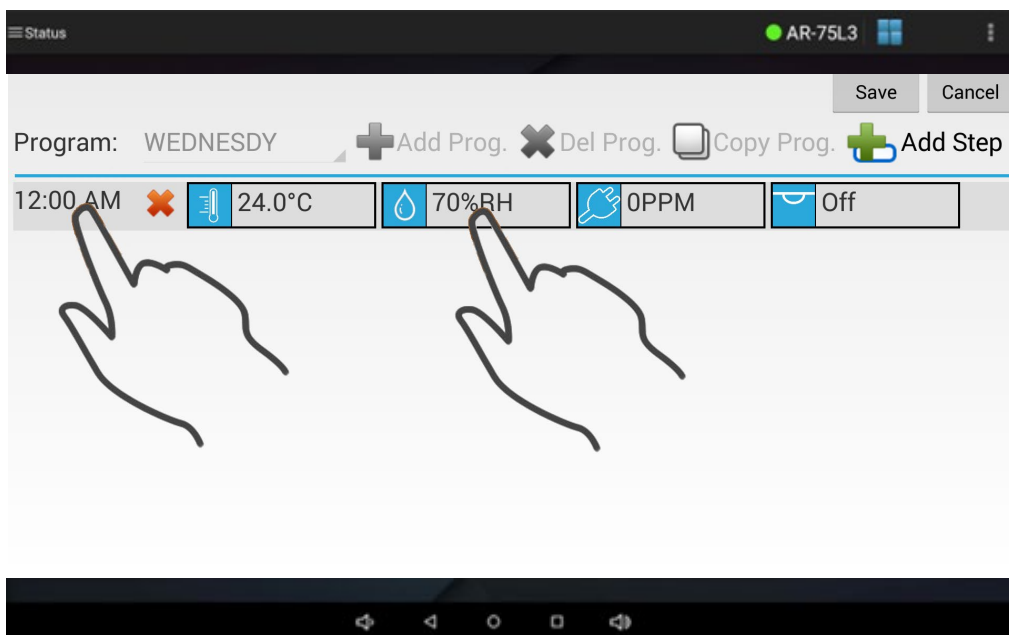 Status AR-75L3
Save Cancel
Program: WEDNESDY Add Prog. Del Prog. Copy Prog. Add Step
12:00 AM 24.0°C 70%RH 0PPM Off